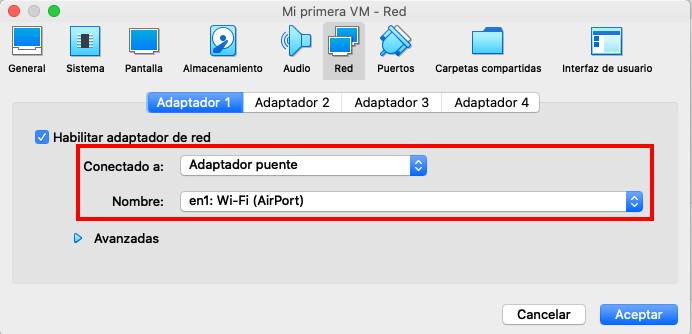 Mi primera VM - Red
General Sistema Pantalla Almacenamiento Audio Red Puertos Carpetas compartidas Interfaz de usuario
Adaptador 1 Adaptador 2 Adaptador 3 Adaptador 4
Habilitar adaptador de red
Conectado a: Adaptador puente
Nombre: en1: Wi-Fi (AirPort)
Avanzadas
Cancelar Aceptar